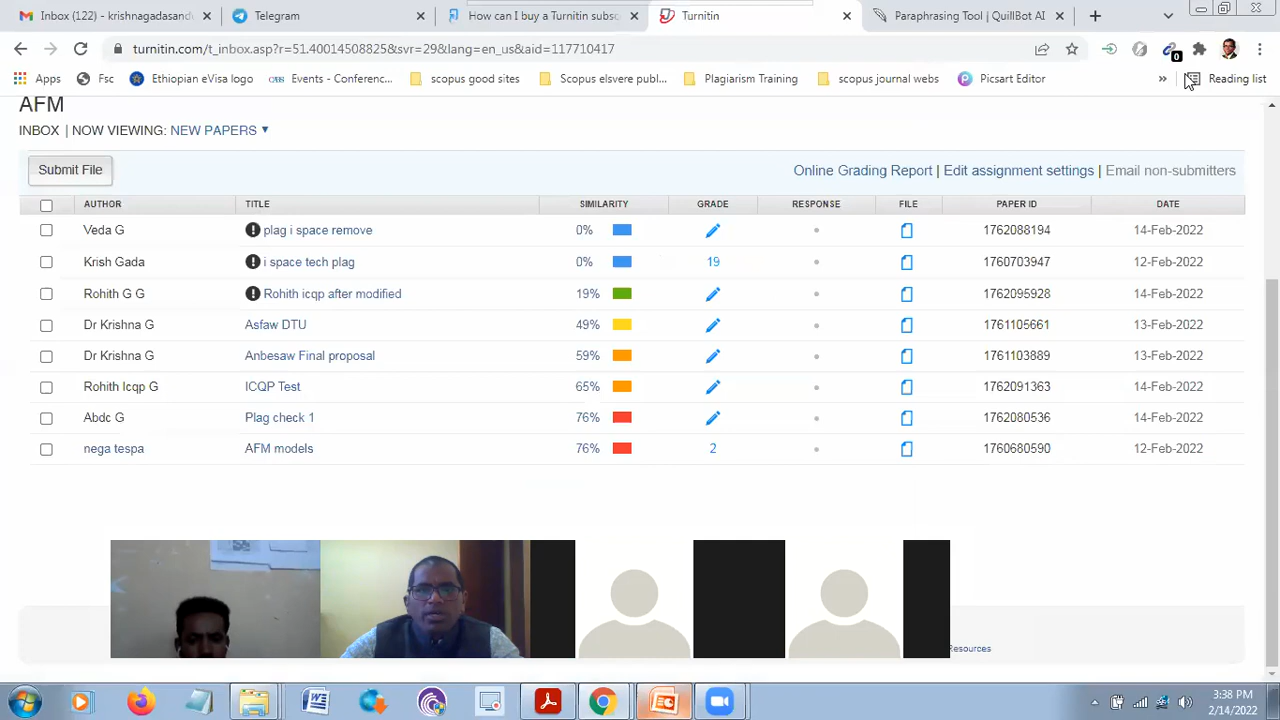 Inbox (122) - krishnagadasandu
Telegram
How can I buy a Turnitin subsc
Turnitin
Paraphrasing Tool | QuillBot AI
turnitin.com/t_inbox.asp?r=51.40014508825&svr=29&lang=en_us&aid=117710417
0
Apps
Fsc
Ethiopian eVisa logo
Events - Conferenc...
scopus good sites
Scopus elsvere publ...
Plagiarism Training
scopus journal webs
Picsart Editor
»
Reading list
AFM
INBOX | NOW VIEWING: NEW PAPERS ▼
Submit File
Online Grading Report | Edit assignment settings | Email non-submitters
AUTHOR TITLE SIMILARITY GRADE RESPONSE FILE PAPER ID DATE
Veda G plag i space remove 0% 1762088194 14-Feb-2022
Krish Gada i space tech plag 0% 19 1760703947 12-Feb-2022
Rohith G G Rohith icqp after modified 19% 1762095928 14-Feb-2022
Dr Krishna G Asfaw DTU 49% 1761105661 13-Feb-2022
Dr Krishna G Anbesaw Final proposal 59% 1761103889 13-Feb-2022
Rohith Icqp G ICQP Test 65% 1762091363 14-Feb-2022
Abdc G Plag check 1 76% 1762080536 14-Feb-2022
nega tespa AFM models 76% 2 1760680590 12-Feb-2022
Resources
3:38 PM
2/14/2022